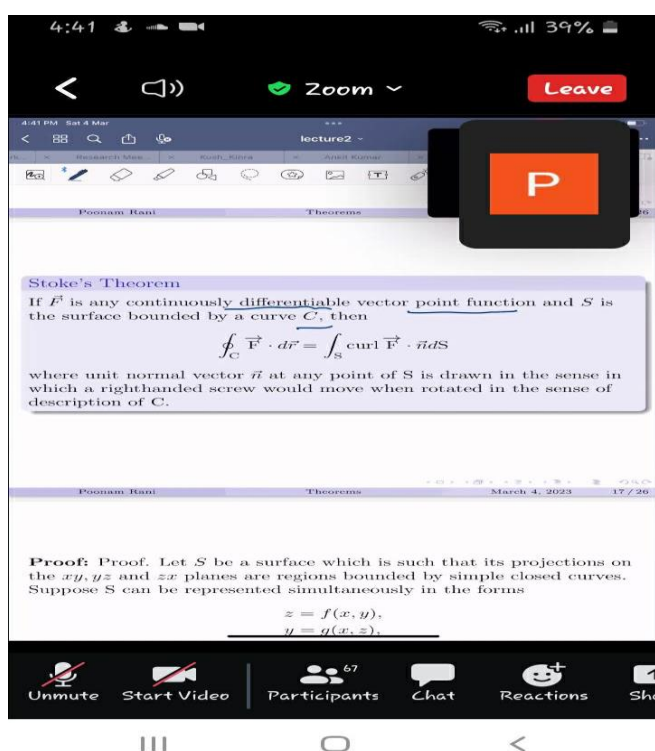 4:41 39%
Zoom Leave
4:41 PM Sat 4 Mar
lecture2
Research Mee... Kush_Kihra Ankit Kumar
T
P
Poonam Rani Theorems
Stoke's Theorem
If F⃗ is any continuously differentiable vector point function and S is
the surface bounded by a curve C, then
∮_C F⃗ · dr⃗ = ∫_S curl F⃗ · n⃗dS
where unit normal vector n⃗ at any point of S is drawn in the sense in
which a righthanded screw would move when rotated in the sense of
description of C.
Poonam Rani Theorems March 4, 2023 17 / 26
Proof: Proof. Let S be a surface which is such that its projections on
the xy, yz and zx planes are regions bounded by simple closed curves.
Suppose S can be represented simultaneously in the forms
z = f(x, y),
y = g(x, z),
67
Unmute Start Video Participants Chat Reactions Sh